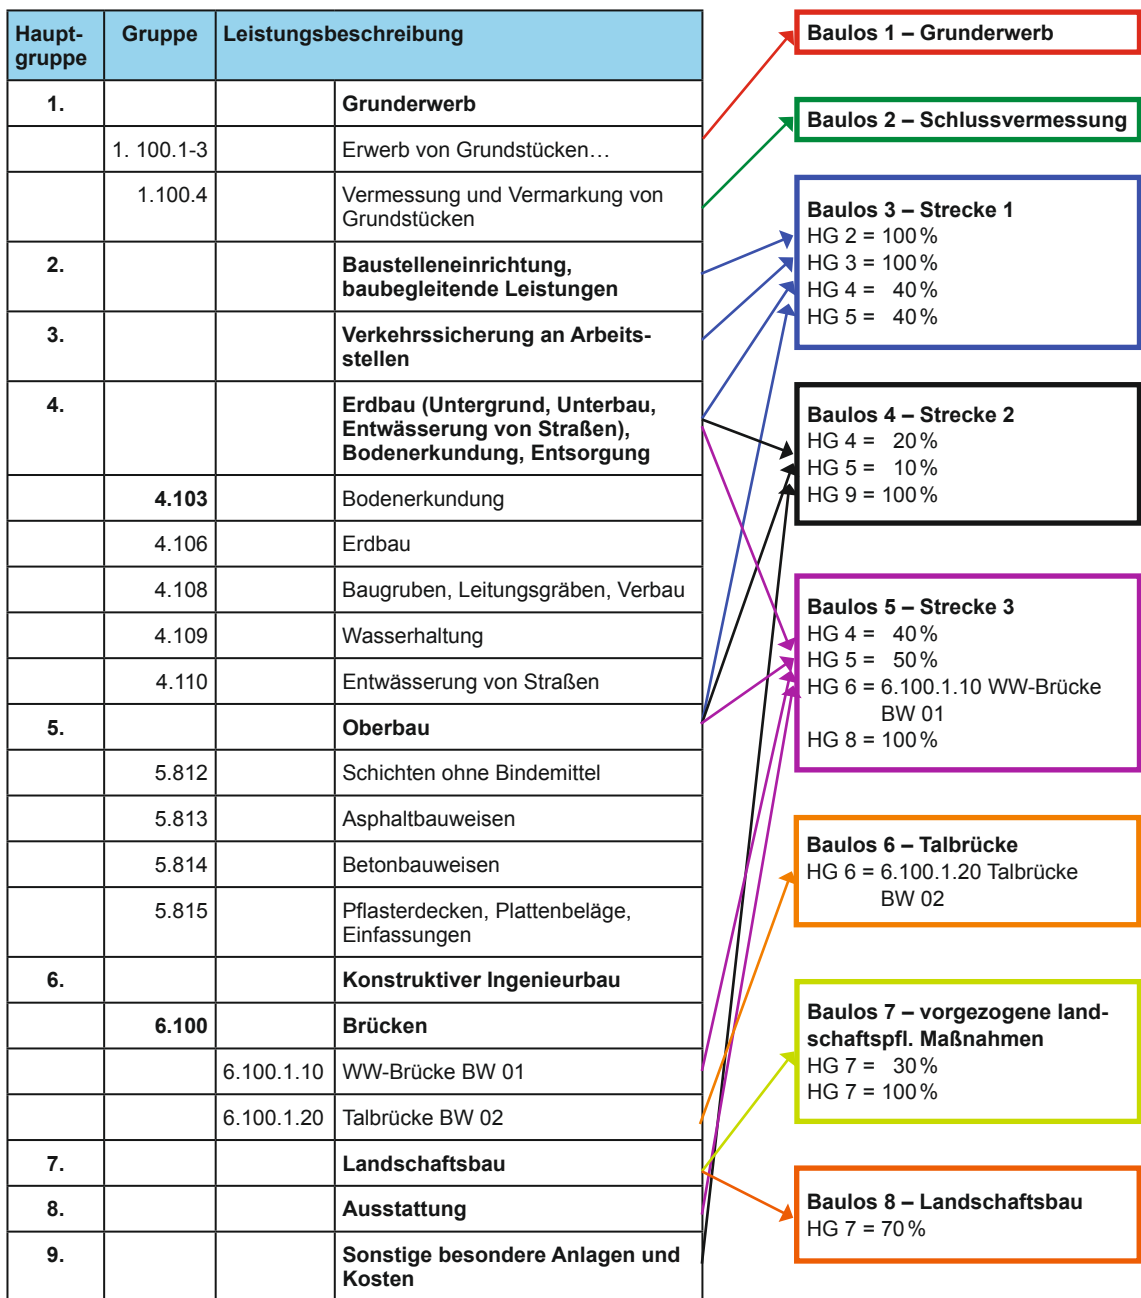 Haupt-
gruppe
Gruppe
Leistungsbeschreibung
1.
Grunderwerb
1. 100.1-3
Erwerb von Grundstücken…
1.100.4
Vermessung und Vermarkung von
Grundstücken
2.
Baustelleneinrichtung,
baubegleitende Leistungen
3.
Verkehrssicherung an Arbeits-
stellen
4.
Erdbau (Untergrund, Unterbau,
Entwässerung von Straßen),
Bodenerkundung, Entsorgung
4.103
Bodenerkundung
4.106
Erdbau
4.108
Baugruben, Leitungsgräben, Verbau
4.109
Wasserhaltung
4.110
Entwässerung von Straßen
5.
Oberbau
5.812
Schichten ohne Bindemittel
5.813
Asphaltbauweisen
5.814
Betonbauweisen
5.815
Pflasterdecken, Plattenbeläge,
Einfassungen
6.
Konstruktiver Ingenieurbau
6.100
Brücken
6.100.1.10
WW-Brücke BW 01
6.100.1.20
Talbrücke BW 02
7.
Landschaftsbau
8.
Ausstattung
9.
Sonstige besondere Anlagen und
Kosten
Baulos 1 – Grunderwerb
Baulos 2 – Schlussvermessung
Baulos 3 – Strecke 1
HG 2 = 100 %
HG 3 = 100 %
HG 4 = 40 %
HG 5 = 40 %
Baulos 4 – Strecke 2
HG 4 = 20 %
HG 5 = 10 %
HG 9 = 100 %
Baulos 5 – Strecke 3
HG 4 = 40 %
HG 5 = 50 %
HG 6 = 6.100.1.10 WW-Brücke
BW 01
HG 8 = 100 %
Baulos 6 – Talbrücke
HG 6 = 6.100.1.20 Talbrücke
BW 02
Baulos 7 – vorgezogene land-
schaftspfl. Maßnahmen
HG 7 = 30 %
HG 7 = 100 %
Baulos 8 – Landschaftsbau
HG 7 = 70 %